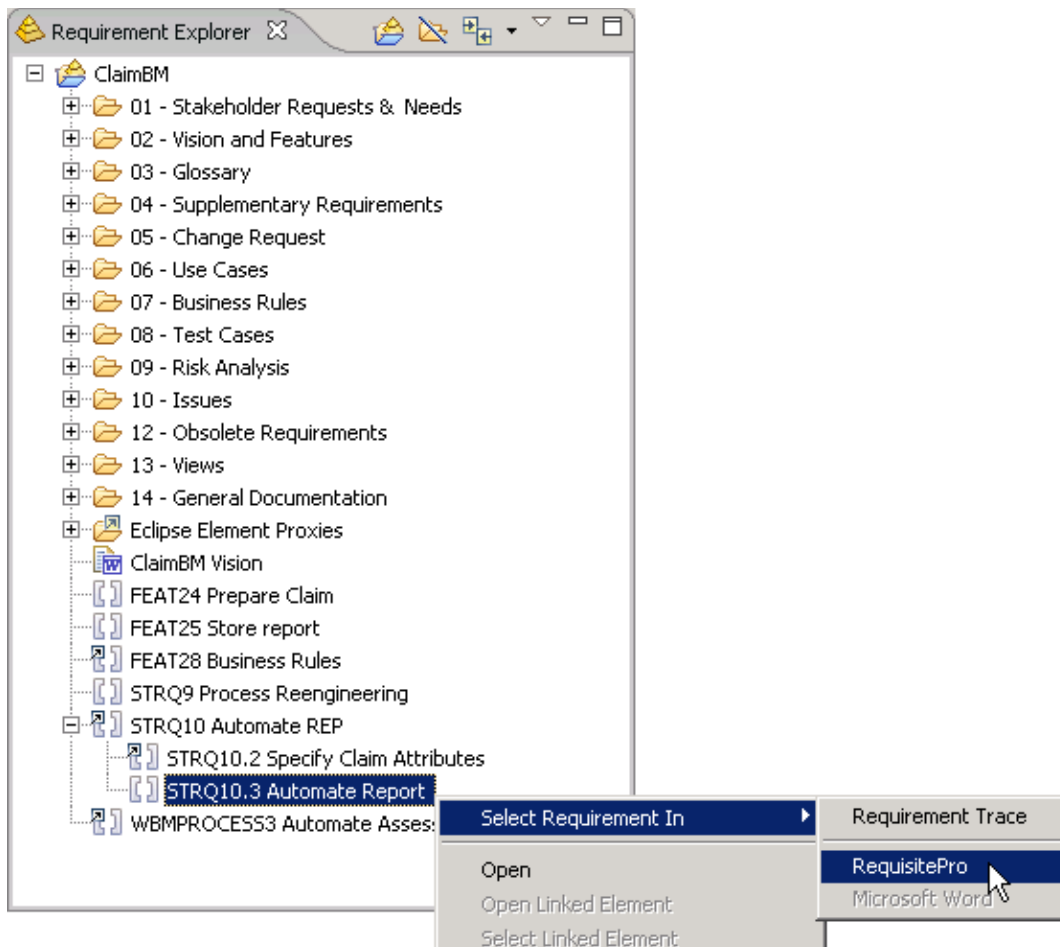 Requirement Explorer
ClaimBM
01 - Stakeholder Requests & Needs
02 - Vision and Features
03 - Glossary
04 - Supplementary Requirements
05 - Change Request
06 - Use Cases
07 - Business Rules
08 - Test Cases
09 - Risk Analysis
10 - Issues
12 - Obsolete Requirements
13 - Views
14 - General Documentation
Eclipse Element Proxies
ClaimBM Vision
FEAT24 Prepare Claim
FEAT25 Store report
FEAT28 Business Rules
STRQ9 Process Reengineering
STRQ10 Automate REP
STRQ10.2 Specify Claim Attributes
STRQ10.3 Automate Report
WBMPROCESS3 Automate Asses
Select Requirement In
Requirement Trace
Open
RequisitePro
Open Linked Element
Microsoft Word
Select Linked Element